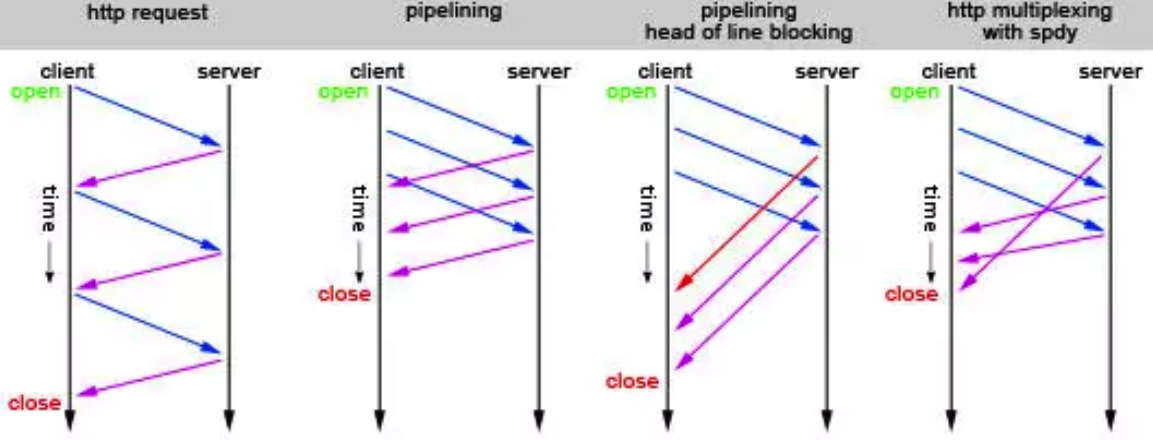 http request
pipelining
pipelining
head of line blocking
http multiplexing
with spdy
client
server
open
time
close
client
server
open
time
close
client
server
open
time
close
client
server
open
time
close